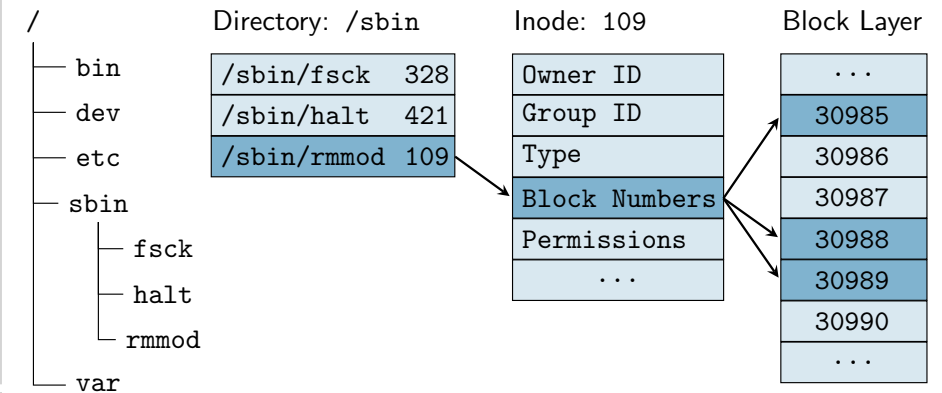 /
bin
dev
etc
sbin
fsck
halt
rmmod
var
Directory: /sbin
/sbin/fsck 328
/sbin/halt 421
/sbin/rmmod 109
Inode: 109
Owner ID
Group ID
Type
Block Numbers
Permissions
...
Block Layer
...
30985
30986
30987
30988
30989
30990
...